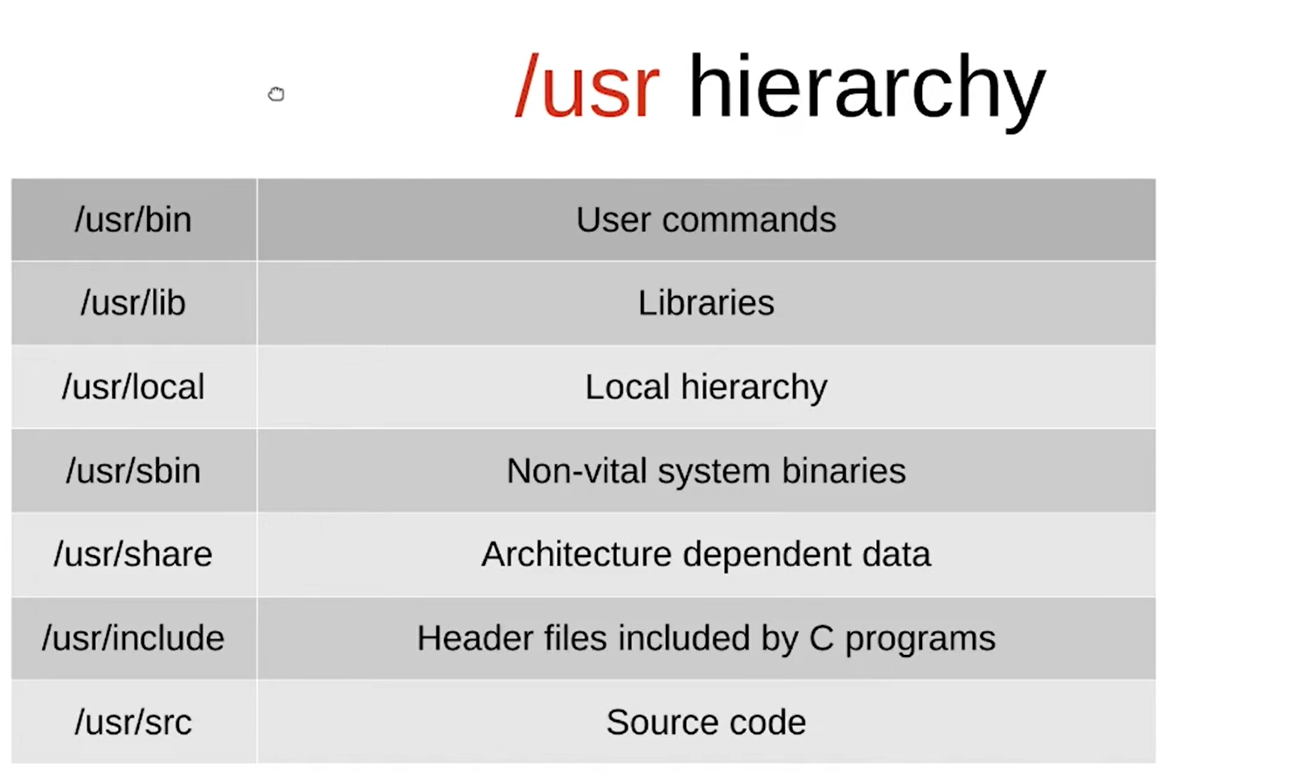 /usr hierarchy
/usr/bin User commands
/usr/lib Libraries
/usr/local Local hierarchy
/usr/sbin Non-vital system binaries
/usr/share Architecture dependent data
/usr/include Header files included by C programs
/usr/src Source code